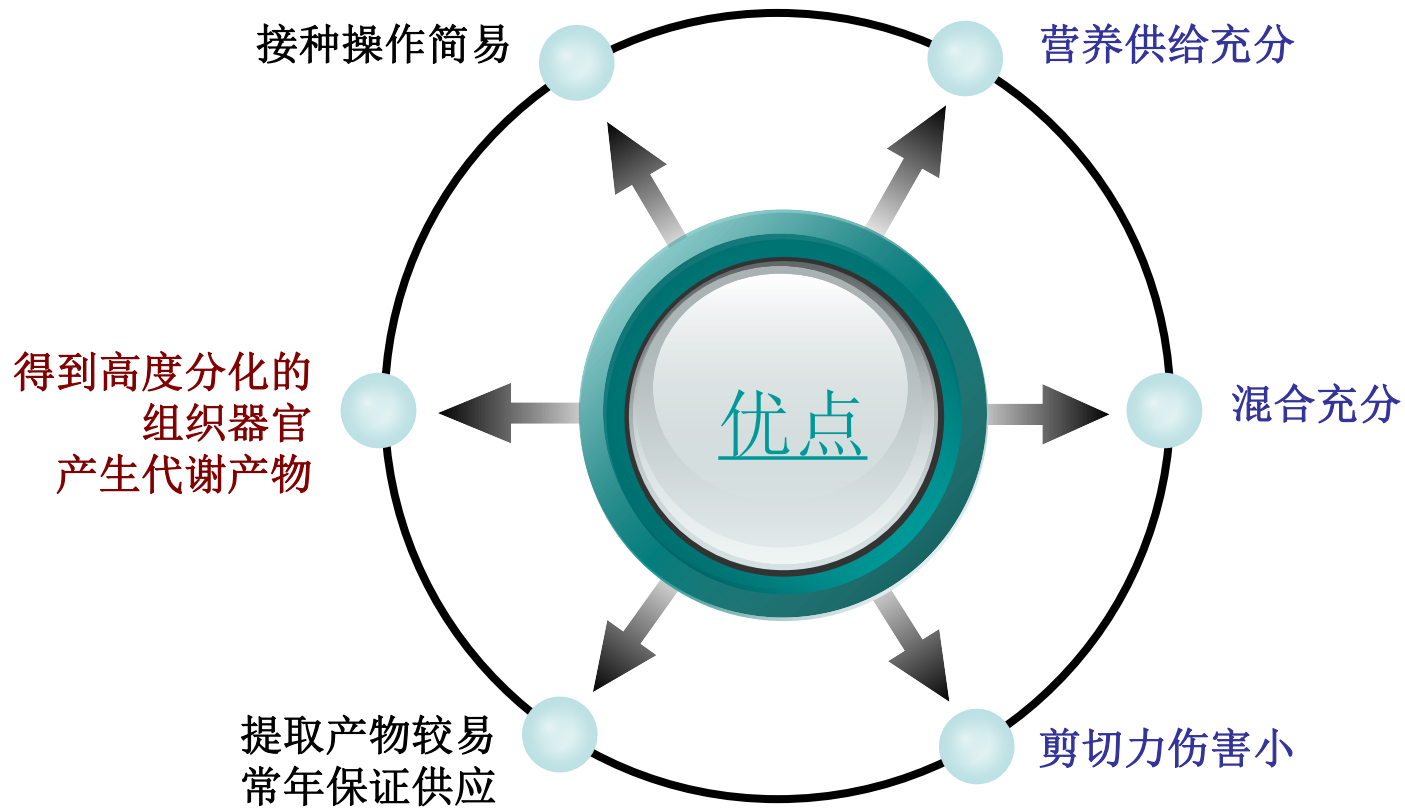 接种操作简易
营养供给充分
得到高度分化的
组织器官
产生代谢产物
优点
混合充分
提取产物较易
常年保证供应
剪切力伤害小